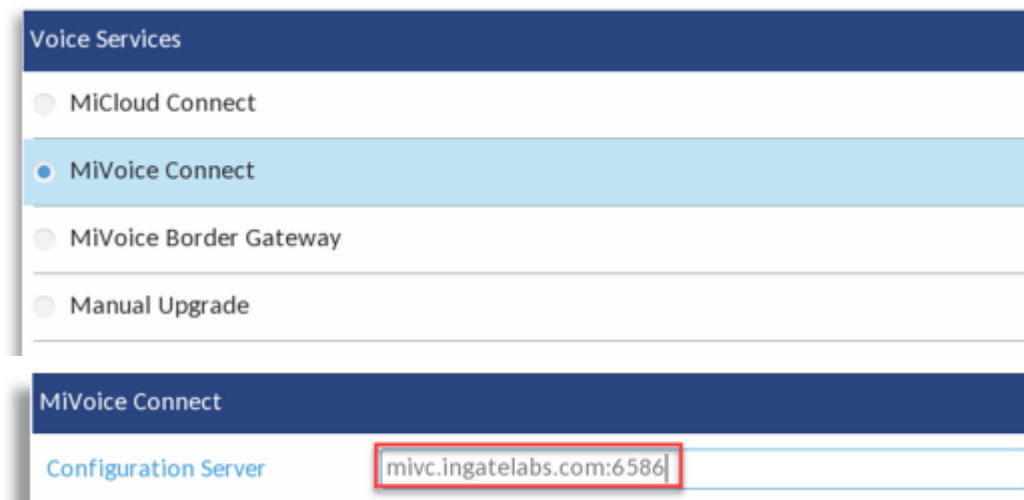 Voice Services
MiCloud Connect
MiVoice Connect
MiVoice Border Gateway
Manual Upgrade
MiVoice Connect
Configuration Server mivc.ingatelabs.com:6586